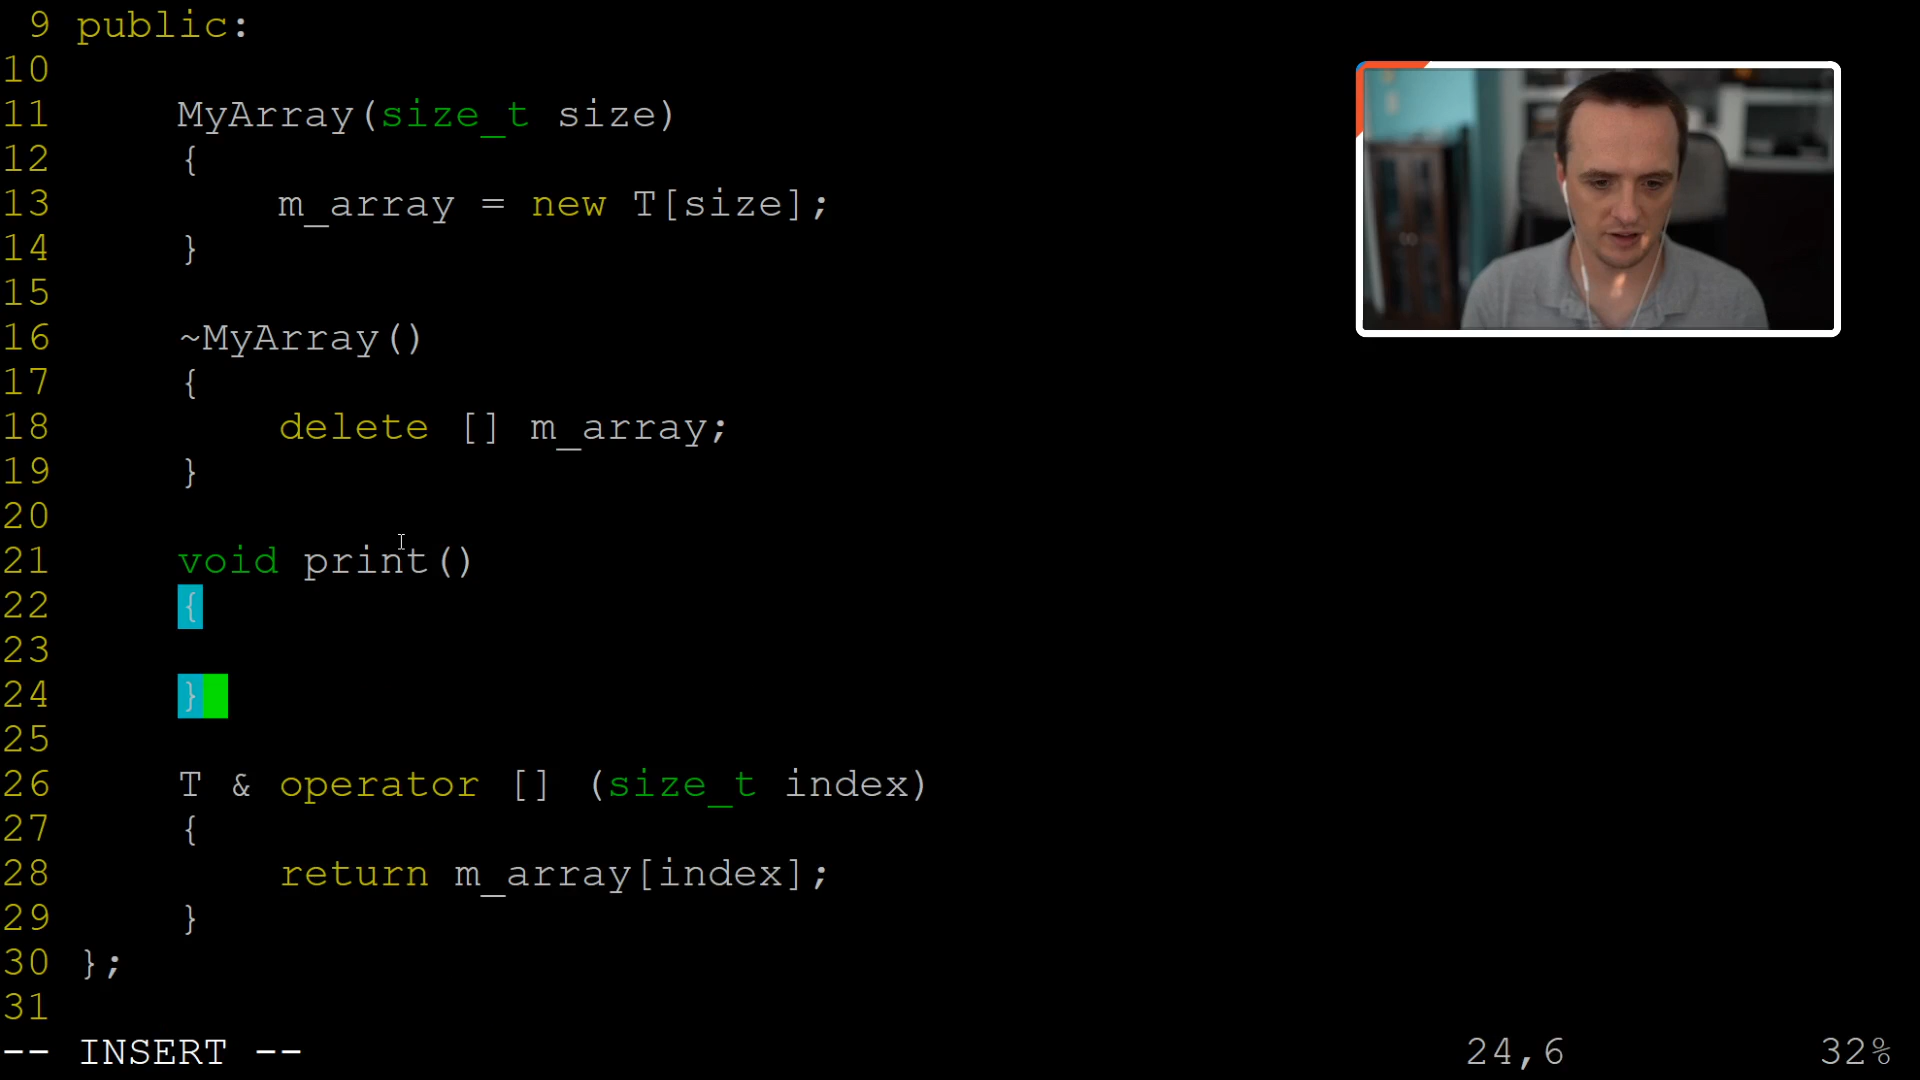 9 public:
10
11     MyArray(size_t size)
12     {
13         m_array = new T[size];
14     }
15
16     ~MyArray()
17     {
18         delete [] m_array;
19     }
20
21     void print()
22     {
23
24     }
25
26     T & operator [] (size_t index)
27     {
28         return m_array[index];
29     }
30 };
31
-- INSERT -- 24,6 32%